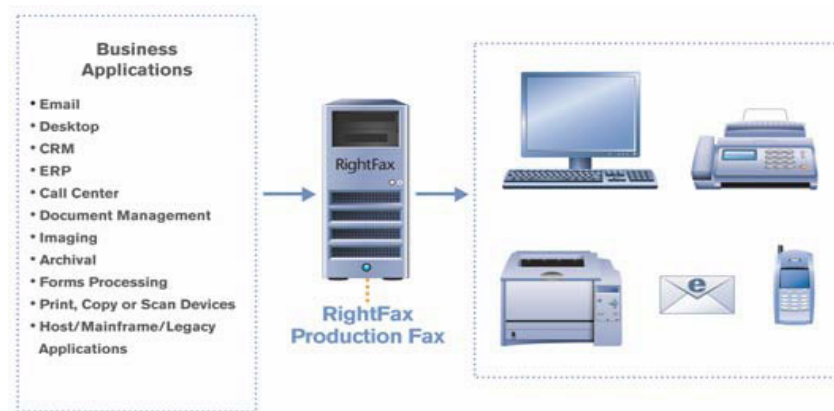 Business
Applications
• Email
• Desktop
• CRM
• ERP
• Call Center
• Document Management
• Imaging
• Archival
• Forms Processing
• Print, Copy or Scan Devices
• Host/Mainframe/Legacy
Applications
RightFax
RightFax
Production Fax
e